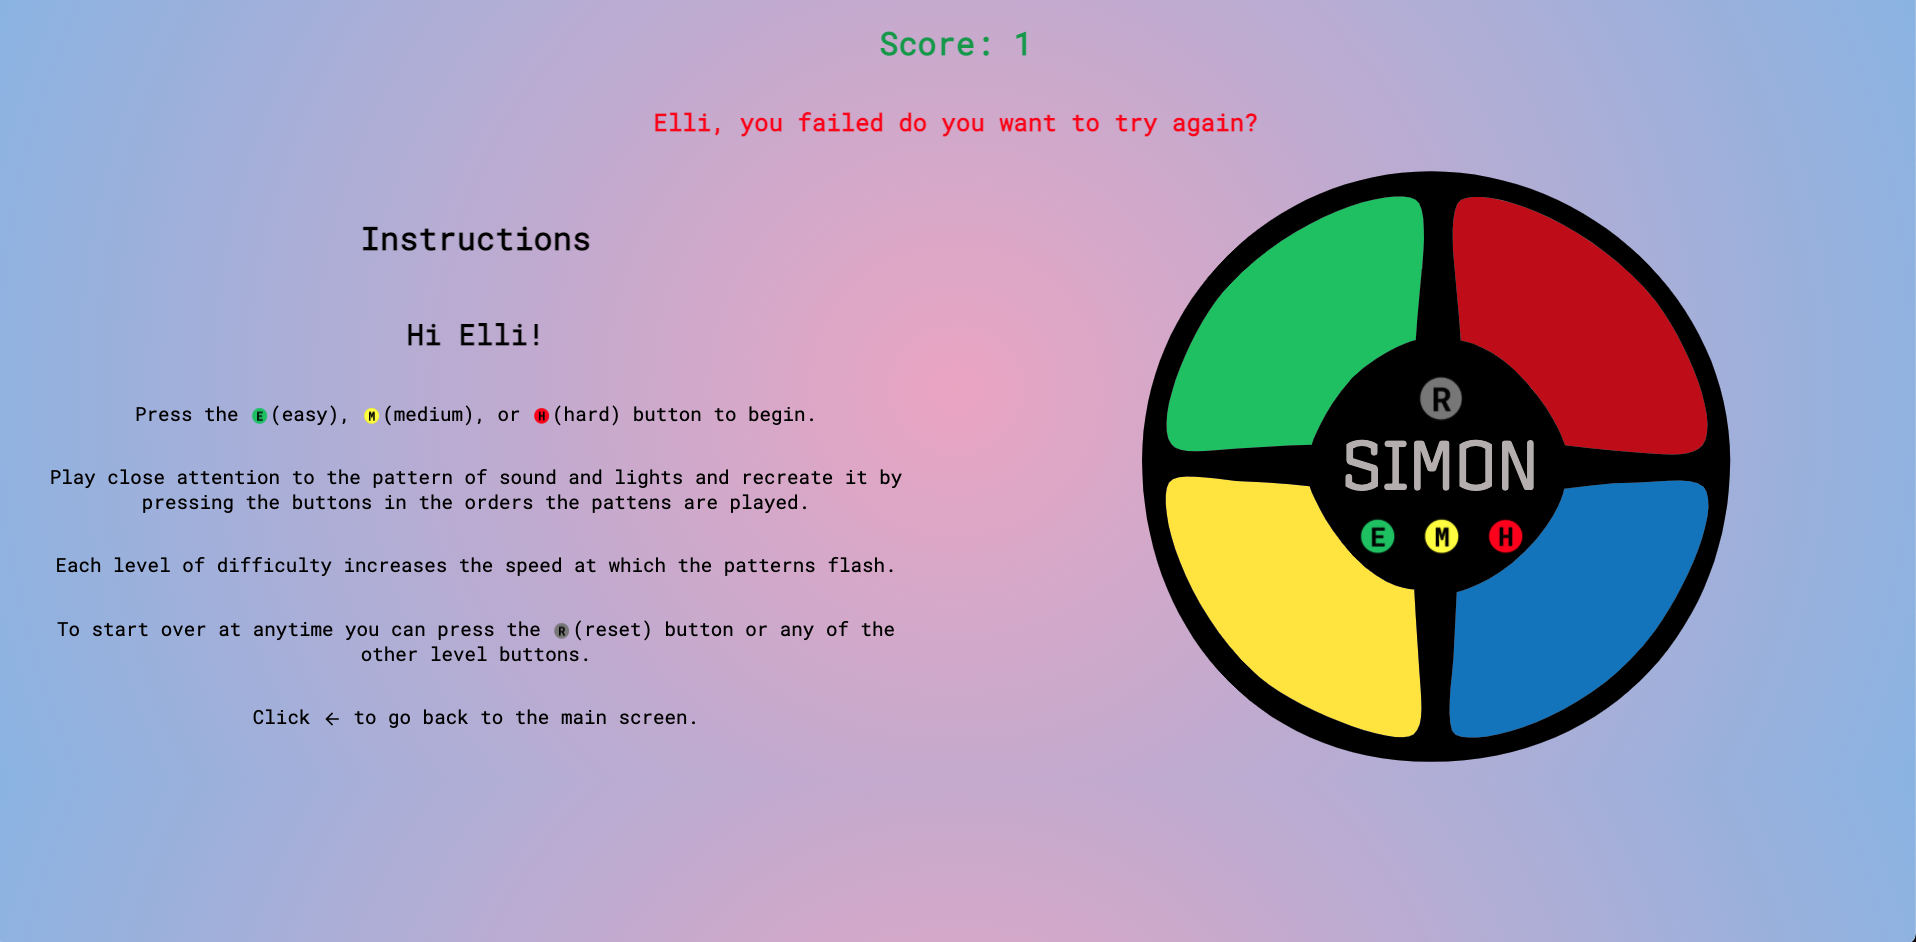 Score: 1
Elli, you failed do you want to try again?
Instructions
Hi Elli!
Press the E(easy), M(medium), or H(hard) button to begin.
Play close attention to the pattern of sound and lights and recreate it by
pressing the buttons in the orders the pattens are played.
Each level of difficulty increases the speed at which the patterns flash.
To start over at anytime you can press the R(reset) button or any of the
other level buttons.
Click ← to go back to the main screen.
R
SIMON
E M H